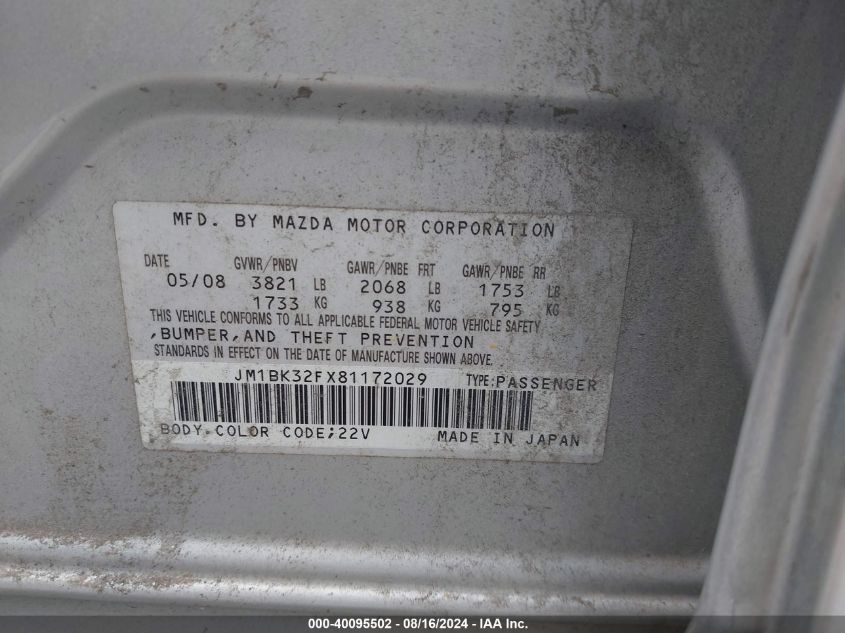 MFD. BY MAZDA MOTOR CORPORATION
DATE GVWR/PNBV GAWR/PNBE FRT GAWR/PNBE RR
05/08 3821 LB 2068 LB 1753 LB
1733 KG 938 KG 795 KG
THIS VEHICLE CONFORMS TO ALL APPLICABLE FEDERAL MOTOR VEHICLE SAFETY
,BUMPER,AND THEFT PREVENTION
STANDARDS IN EFFECT ON THE DATE OF MANUFACTURE SHOWN ABOVE.
JM1BK32FX81172029 TYPE:PASSENGER
BODY COLOR CODE;22V MADE IN JAPAN
000-40095502 - 08/16/2024 - IAAI Inc.